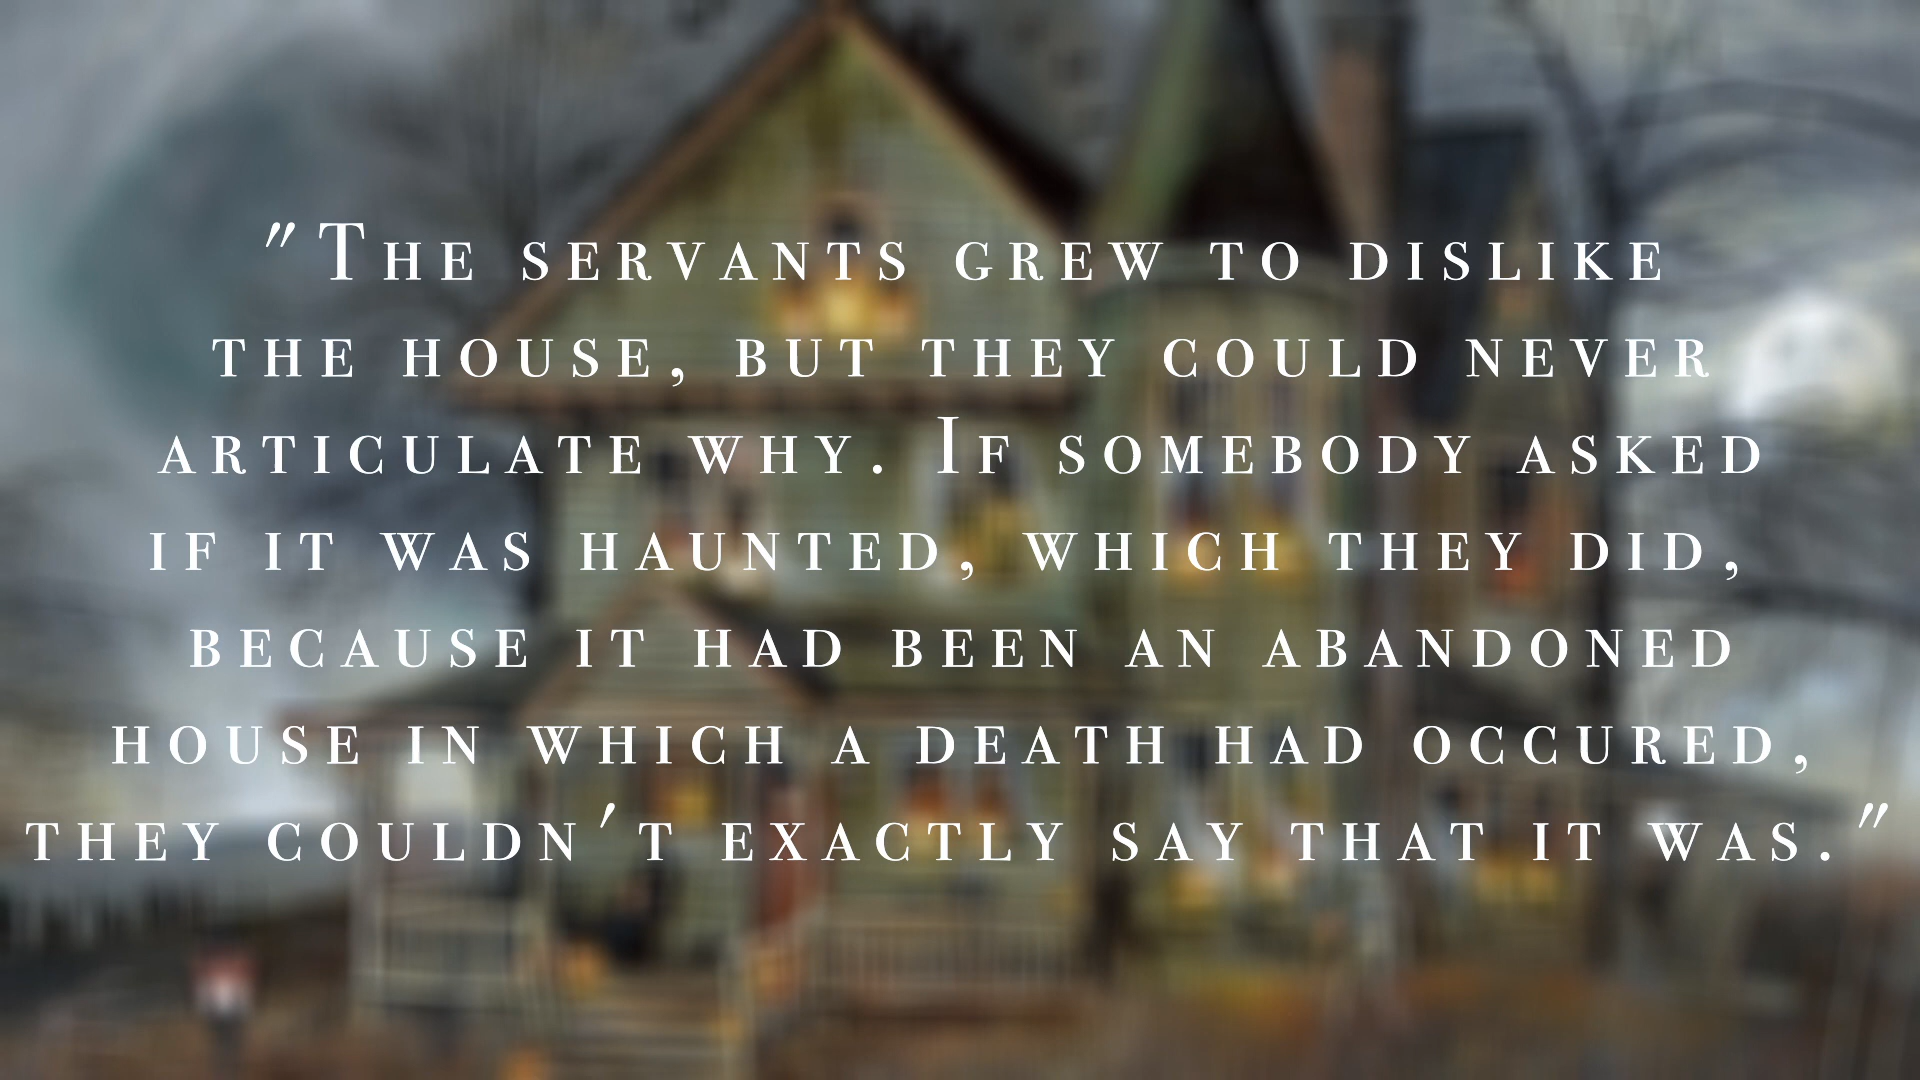 "The servants grew to dislike
the house, but they could never
articulate why. If somebody asked
if it was haunted, which they did,
because it had been an abandoned
house in which a death had occured,
they couldn't exactly say that it was."